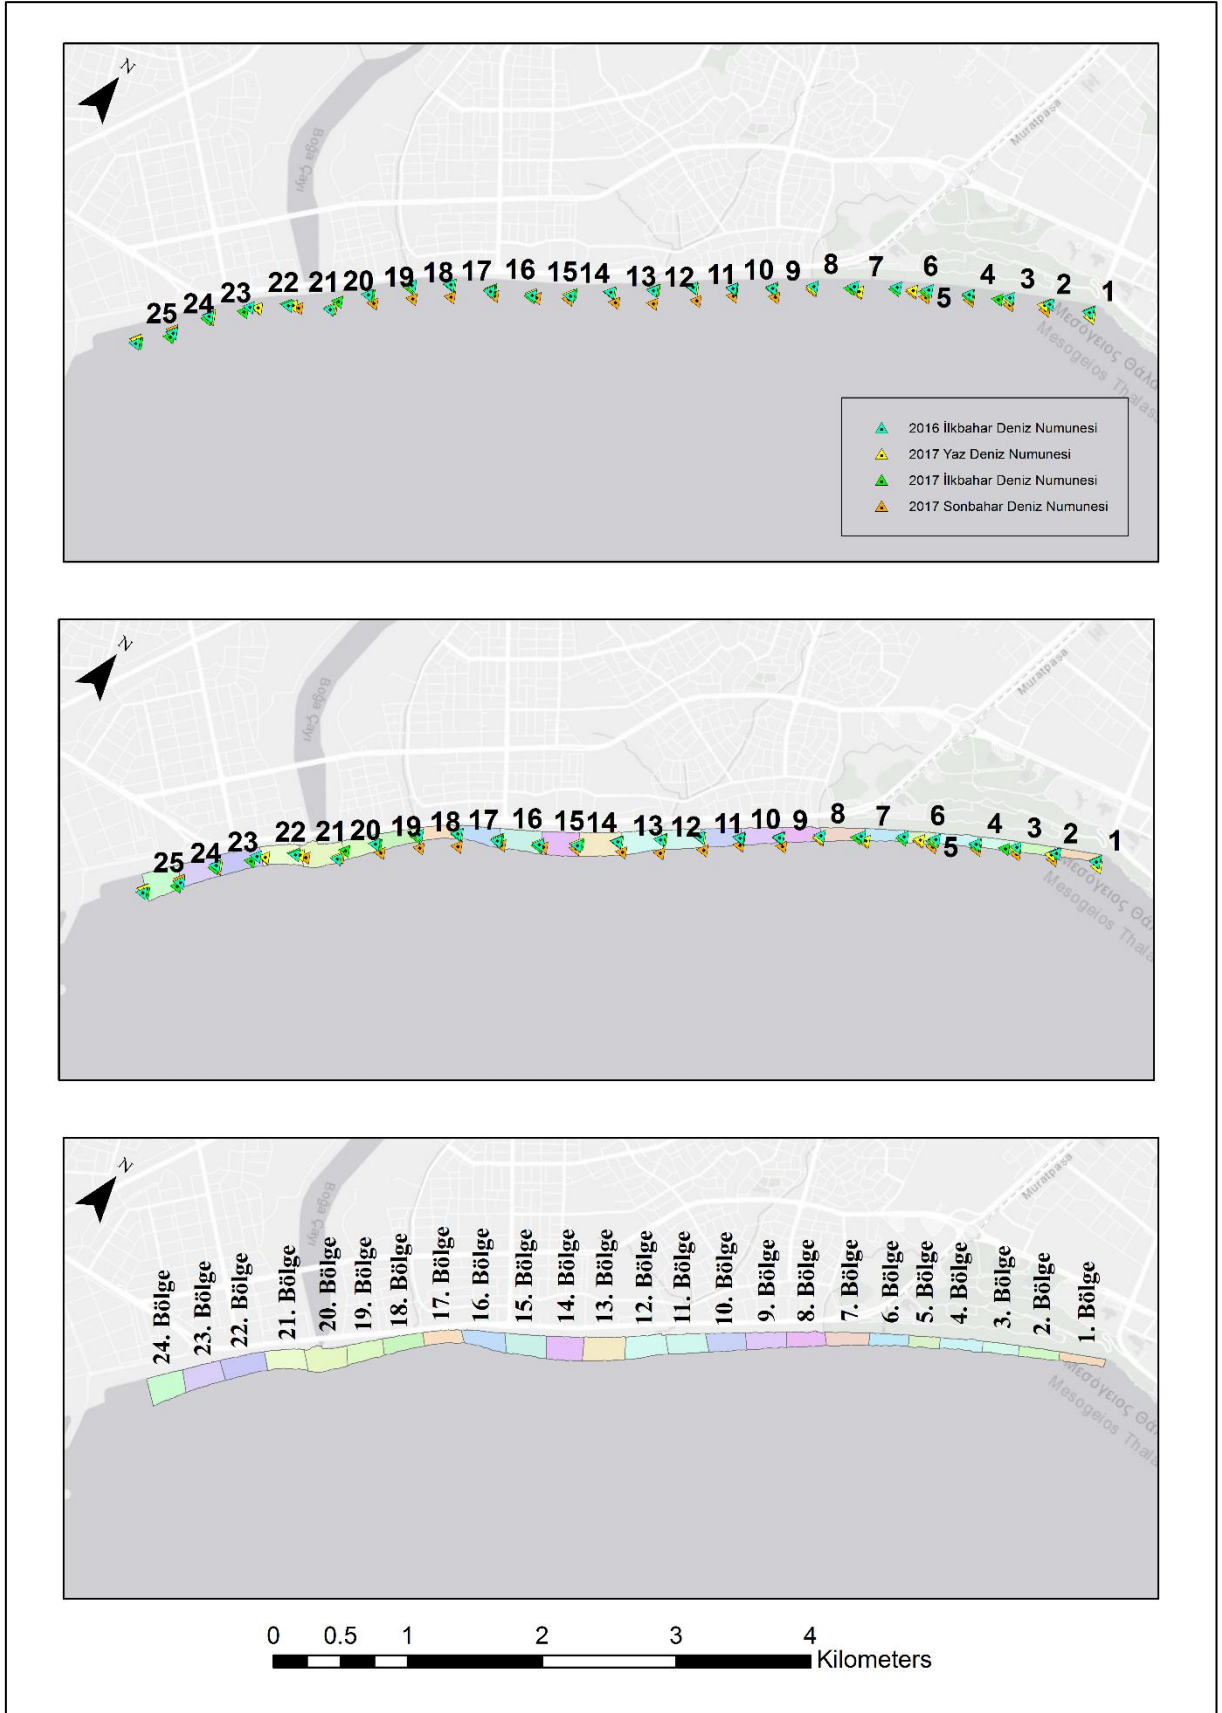 N
Boğa Çayı
Muratpaşa
25 24 23 22 21 20 19 18 17 16 15 14 13 12 11 10 9 8 7 6 5 4 3 2 1
Μεσόγειος Θάλα
Mesogeios Thalas
2016 İlkbahar Deniz Numunesi
2017 Yaz Deniz Numunesi
2017 İlkbahar Deniz Numunesi
2017 Sonbahar Deniz Numunesi
N
Boğa Çayı
Muratpaşa
25 24 23 22 21 20 19 18 17 16 15 14 13 12 11 10 9 8 7 6 5 4 3 2 1
Μεσόγειος Θά
Mesogeios Thala
N
Boğa Çayı
Muratpaşa
24. Bölge
23. Bölge
22. Bölge
21. Bölge
20. Bölge
19. Bölge
18. Bölge
17. Bölge
16. Bölge
15. Bölge
14. Bölge
13. Bölge
12. Bölge
11. Bölge
10. Bölge
9. Bölge
8. Bölge
7. Bölge
6. Bölge
5. Bölge
4. Bölge
3. Bölge
2. Bölge
1. Bölge
Μεσόγειος Θά
Mesogeios Thala
0 0.5 1 2 3 4
Kilometers